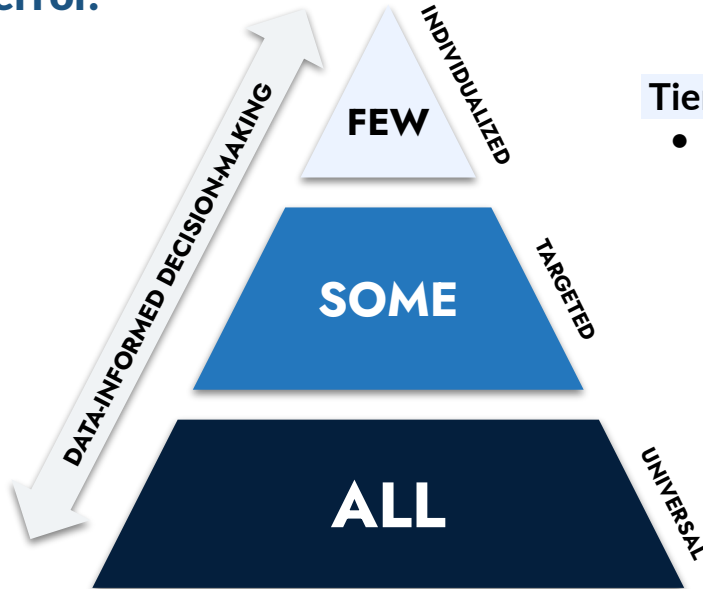 error.
INDIVIDUALIZED
FEW
DATA-INFORMED DECISION-MAKING
Tier
SOME
TARGETED
ALL
UNIVERSAL